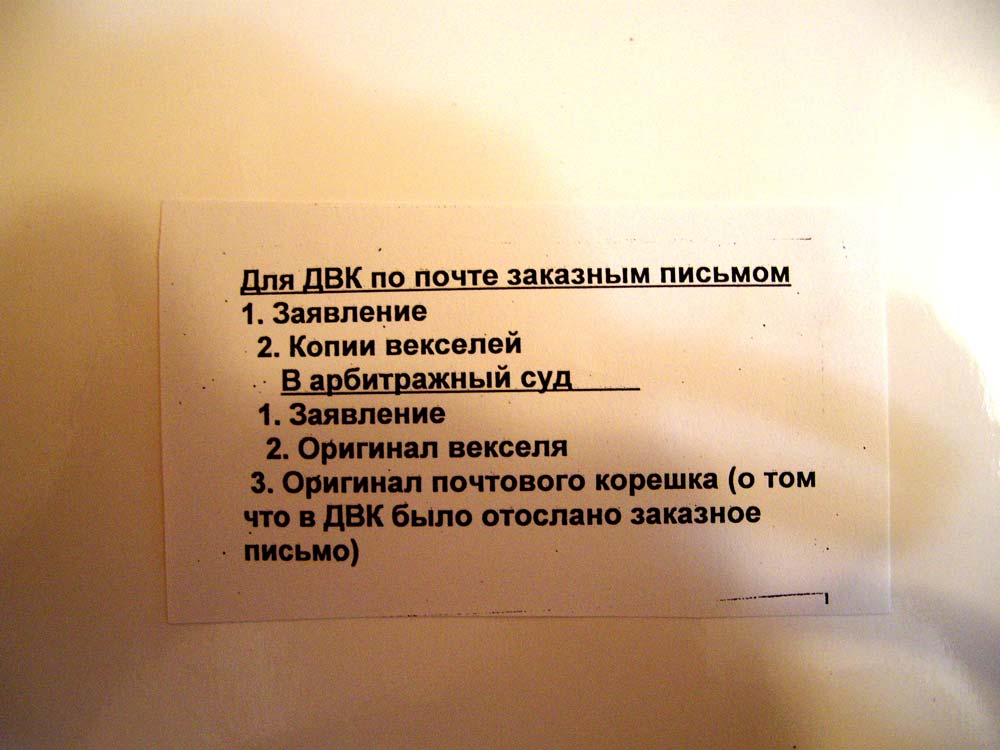 Для ДВК по почте заказным письмом
1. Заявление
2. Копии векселей
В арбитражный суд
1. Заявление
2. Оригинал векселя
3. Оригинал почтового корешка (о том
что в ДВК было отослано заказное
письмо)